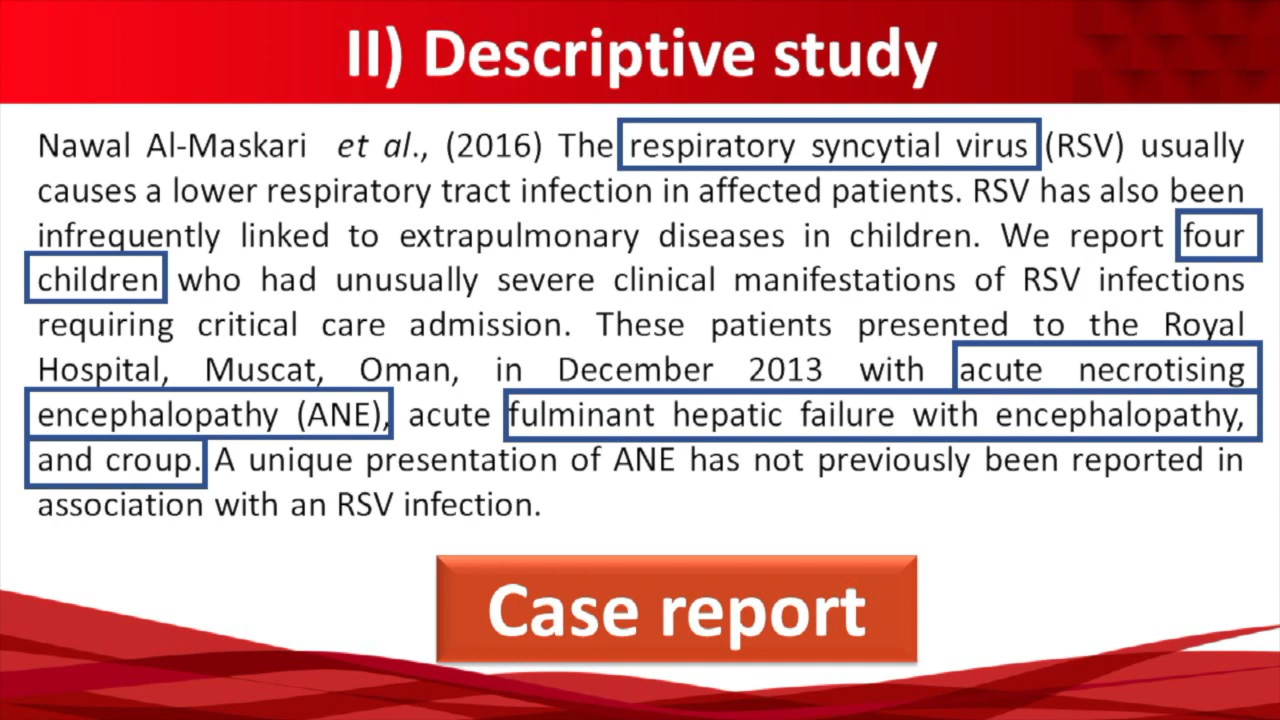 II) Descriptive study
Nawal Al-Maskari et al., (2016) The respiratory syncytial virus (RSV) usually
causes a lower respiratory tract infection in affected patients. RSV has also been
infrequently linked to extrapulmonary diseases in children. We report four
children who had unusually severe clinical manifestations of RSV infections
requiring critical care admission. These patients presented to the Royal
Hospital, Muscat, Oman, in December 2013 with acute necrotising
encephalopathy (ANE), acute fulminant hepatic failure with encephalopathy,
and croup. A unique presentation of ANE has not previously been reported in
association with an RSV infection.
Case report